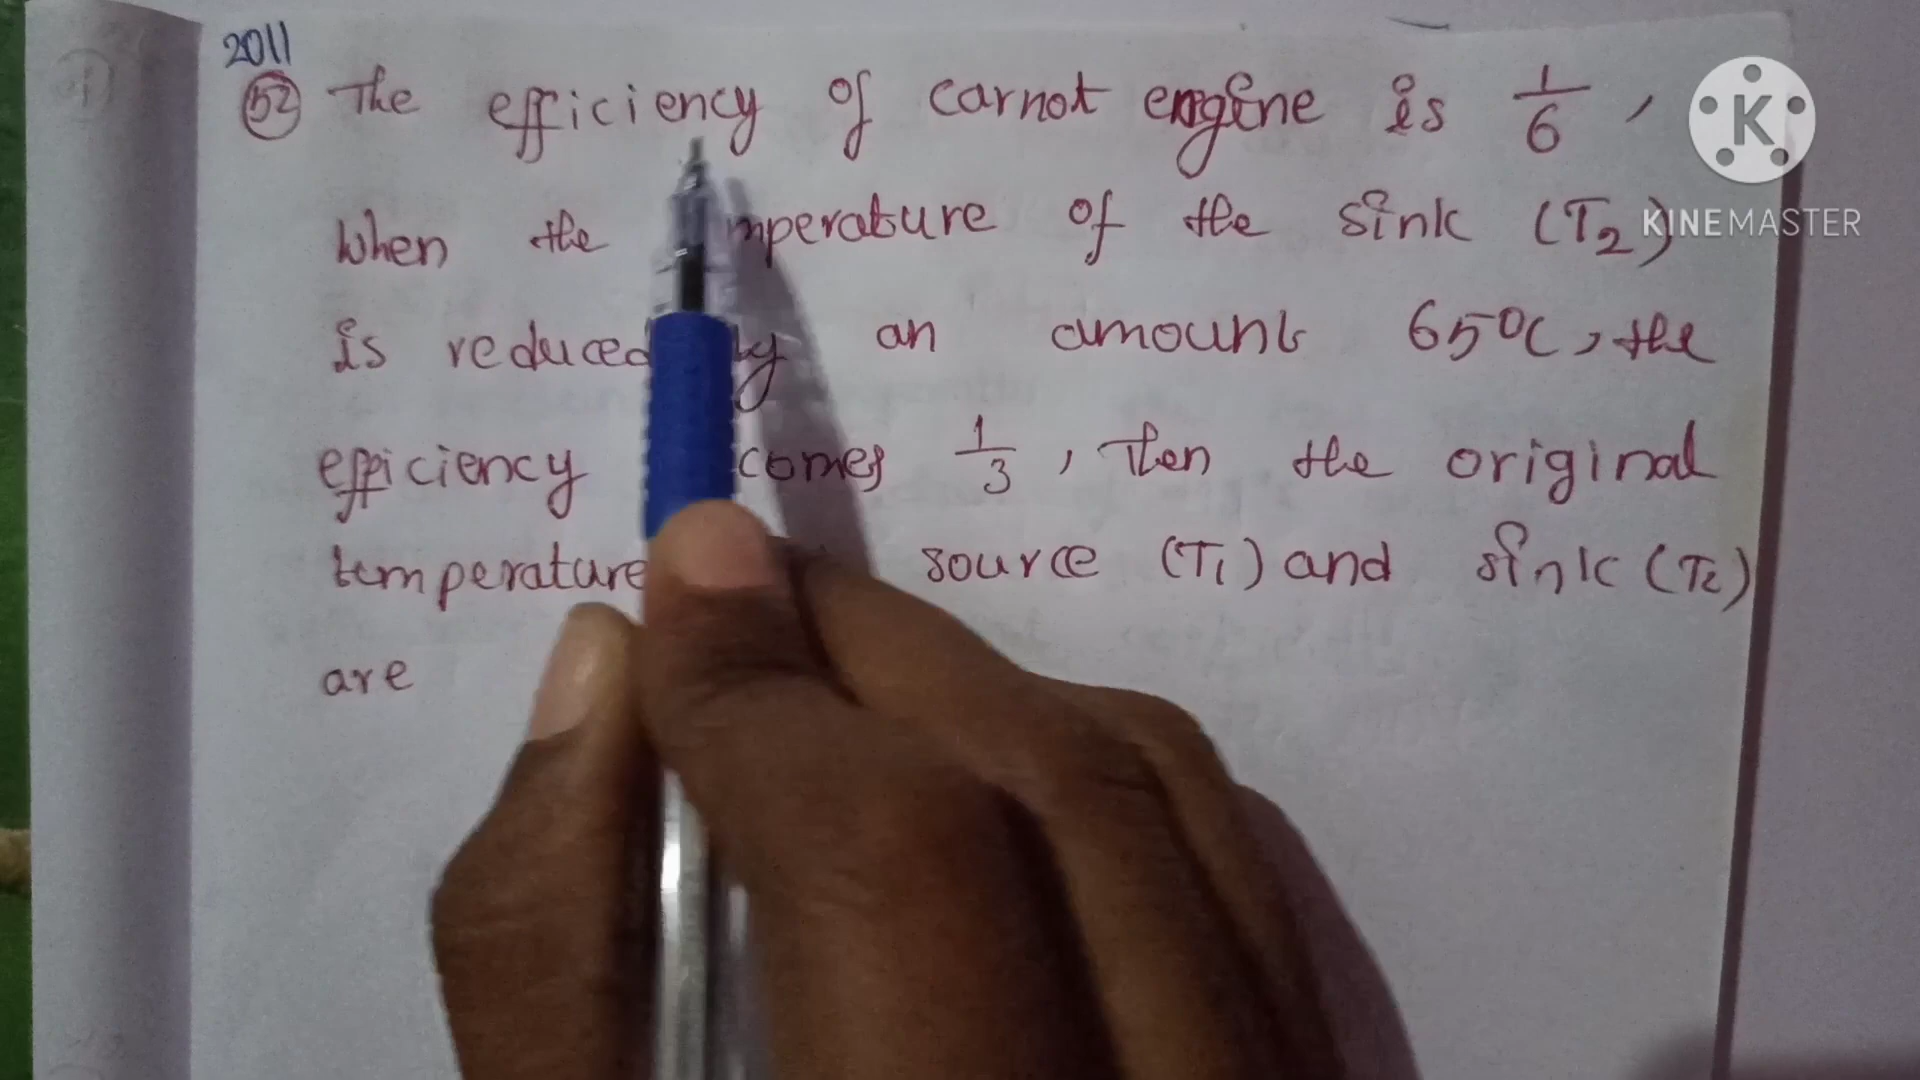 2011
52 The efficiency of carnot engine is 1/6,
K
when the mperature of the sink (T2)
KINEMASTER
is reduced by an amount 65°C, the
efficiency comes 1/3, Then the original
temperature source (T1) and sink (T2)
are